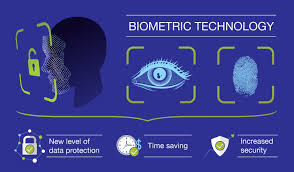 BIOMETRIC TECHNOLOGY
New level of
data protection
Time saving
Increased
security